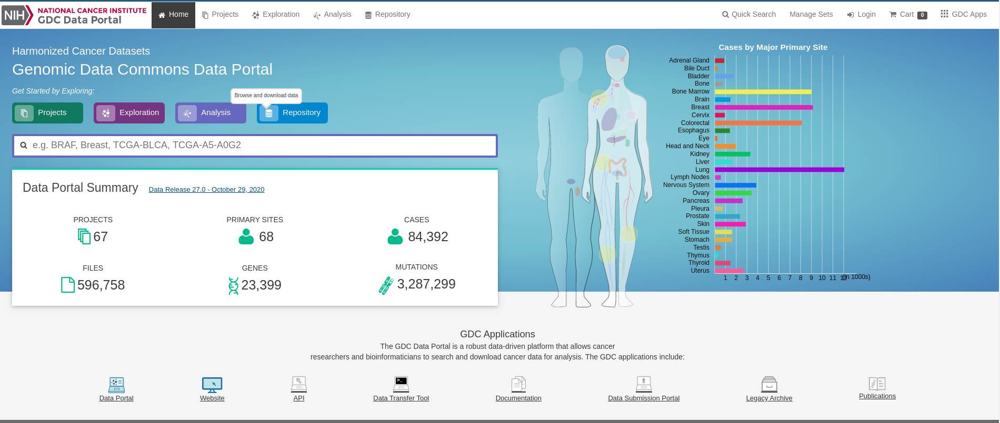 NIH NATIONAL CANCER INSTITUTE
GDC Data Portal
Home
Projects
Exploration
Analysis
Repository
Quick Search
Manage Sets
Login
Cart 0
GDC Apps
Harmonized Cancer Datasets
Genomic Data Commons Data Portal
Get Started by Exploring:
Browse and download data
Projects
Exploration
Analysis
Repository
e.g. BRAF, Breast, TCGA-BLCA, TCGA-A5-A0G2
Data Portal Summary
Data Release 27.0 - October 29, 2020
PROJECTS
67
PRIMARY SITES
68
CASES
84,392
FILES
596,758
GENES
23,399
MUTATIONS
3,287,299
Cases by Major Primary Site
Adrenal Gland
Bile Duct
Bladder
Bone
Bone Marrow
Brain
Breast
Cervix
Colorectal
Esophagus
Eye
Head and Neck
Kidney
Liver
Lung
Lymph Nodes
Nervous System
Ovary
Pancreas
Pleura
Prostate
Skin
Soft Tissue
Stomach
Testis
Thymus
Thyroid
Uterus
1 2 3 4 5 6 7 8 9 10 11 12
(in 1000s)
GDC Applications
The GDC Data Portal is a robust data-driven platform that allows cancer
researchers and bioinformaticians to search and download cancer data for analysis. The GDC applications include:
Data Portal
Website
API
>_
Data Transfer Tool
Documentation
Data Submission Portal
Legacy Archive
Publications